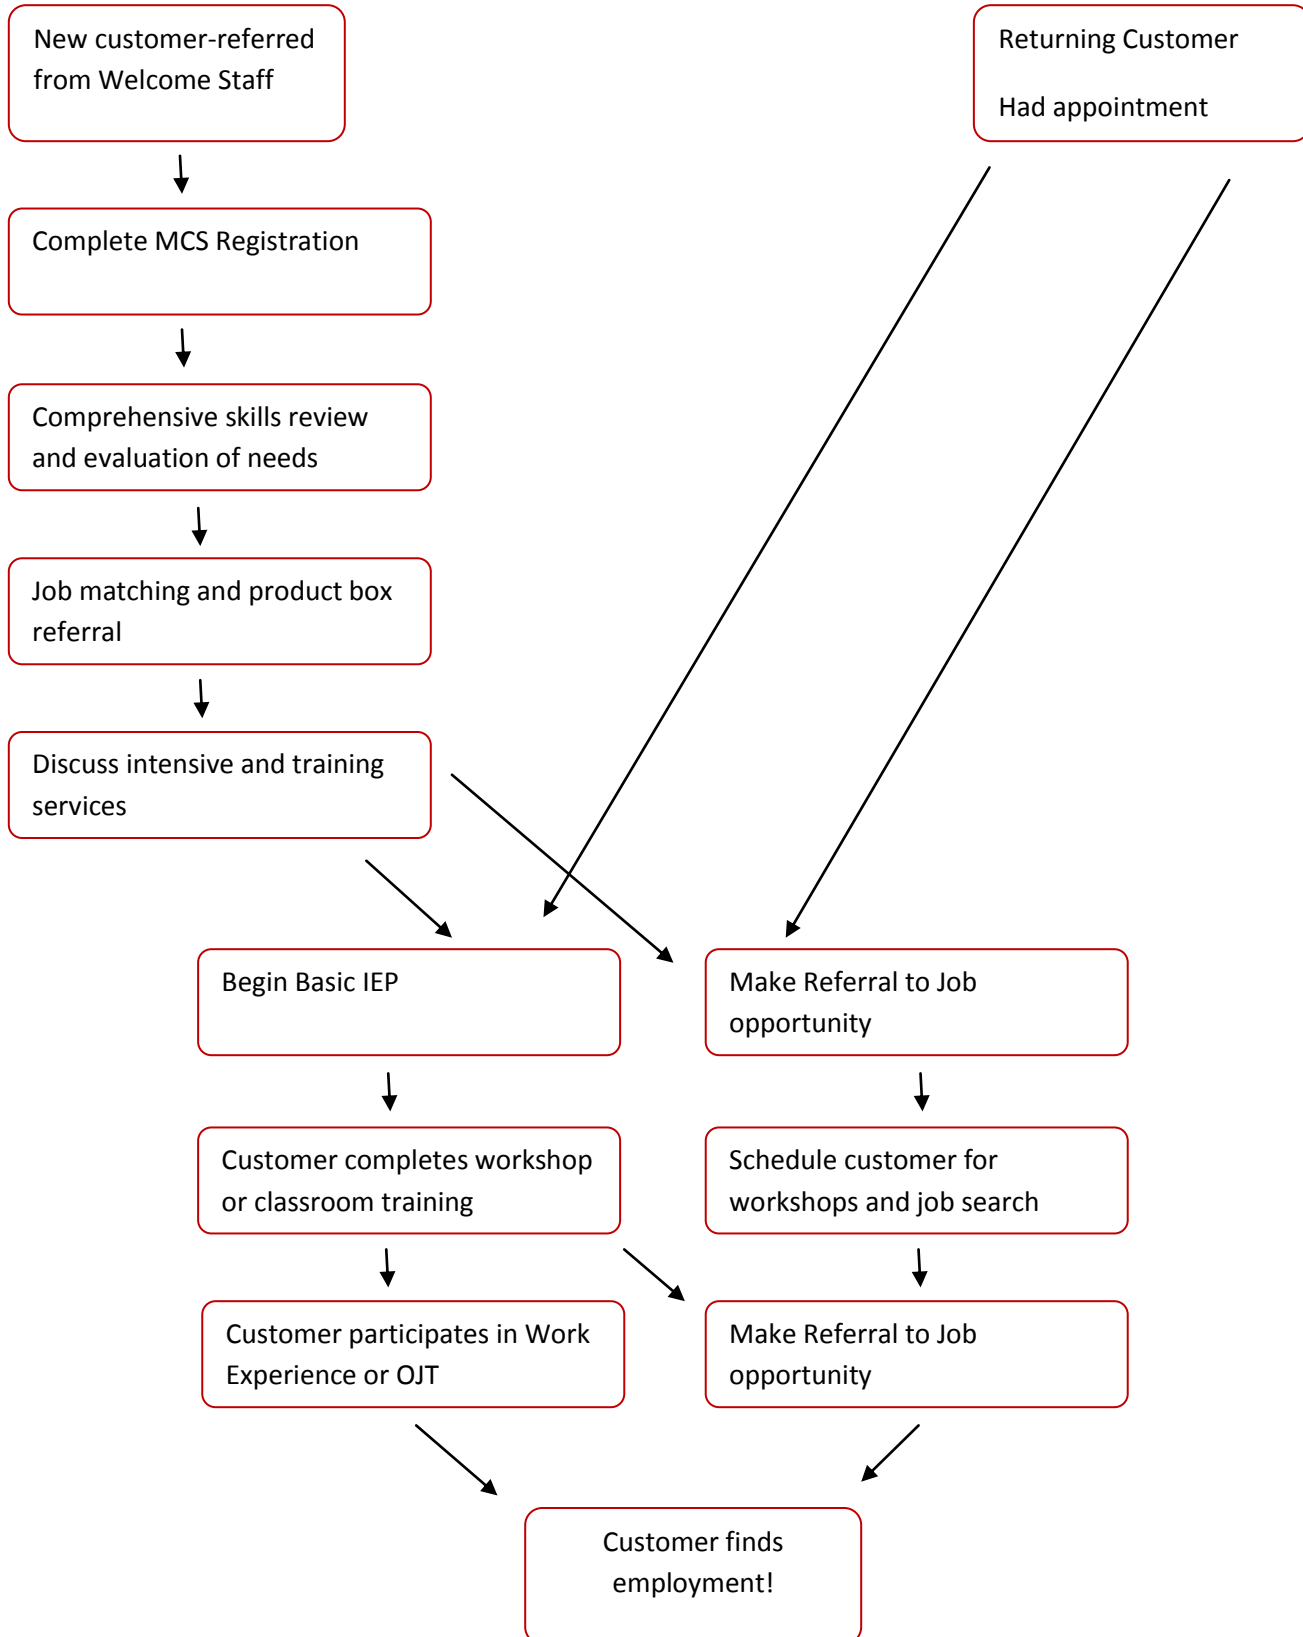 New customer-referred
from Welcome Staff
Returning Customer
Had appointment
Complete MCS Registration
Comprehensive skills review
and evaluation of needs
Job matching and product box
referral
Discuss intensive and training
services
Begin Basic IEP
Make Referral to Job
opportunity
Customer completes workshop
or classroom training
Schedule customer for
workshops and job search
Customer participates in Work
Experience or OJT
Make Referral to Job
opportunity
Customer finds
employment!